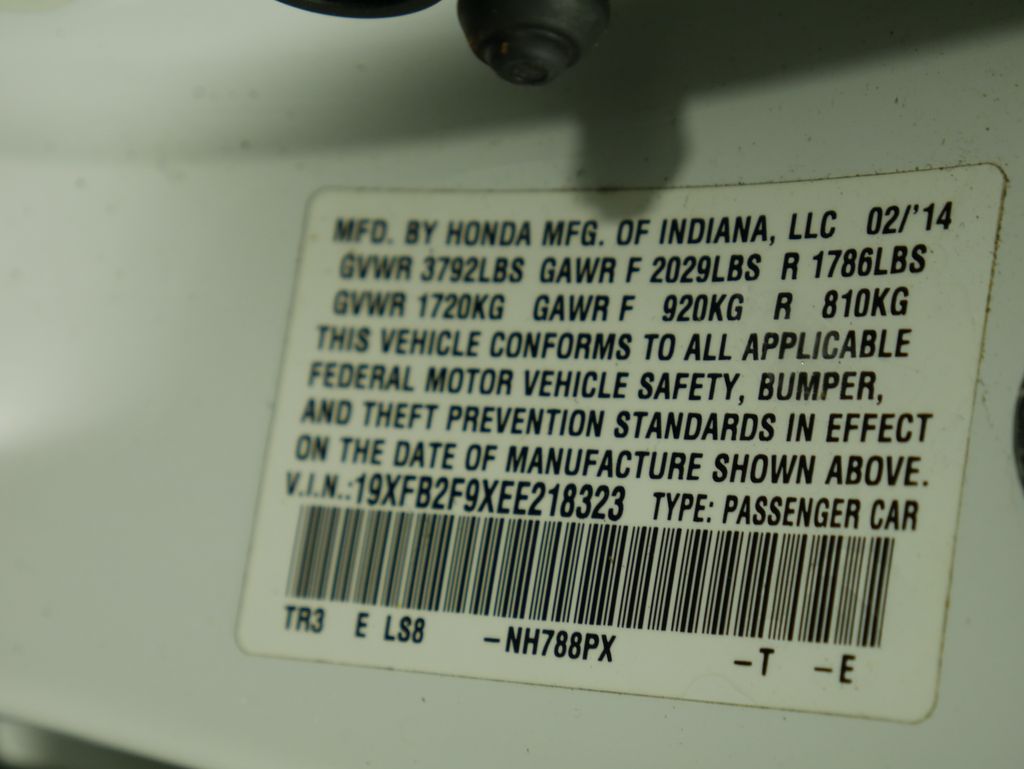 MFD. BY HONDA MFG. OF INDIANA, LLC 02/'14
GVWR 3792LBS GAWR F 2029LBS R 1786LBS
GVWR 1720KG GAWR F 920KG R 810KG
THIS VEHICLE CONFORMS TO ALL APPLICABLE
FEDERAL MOTOR VEHICLE SAFETY, BUMPER,
AND THEFT PREVENTION STANDARDS IN EFFECT
ON THE DATE OF MANUFACTURE SHOWN ABOVE.
V.I.N.:19XFB2F9XEE218323 TYPE: PASSENGER CAR
TR3 E LS8 -NH788PX -T -E